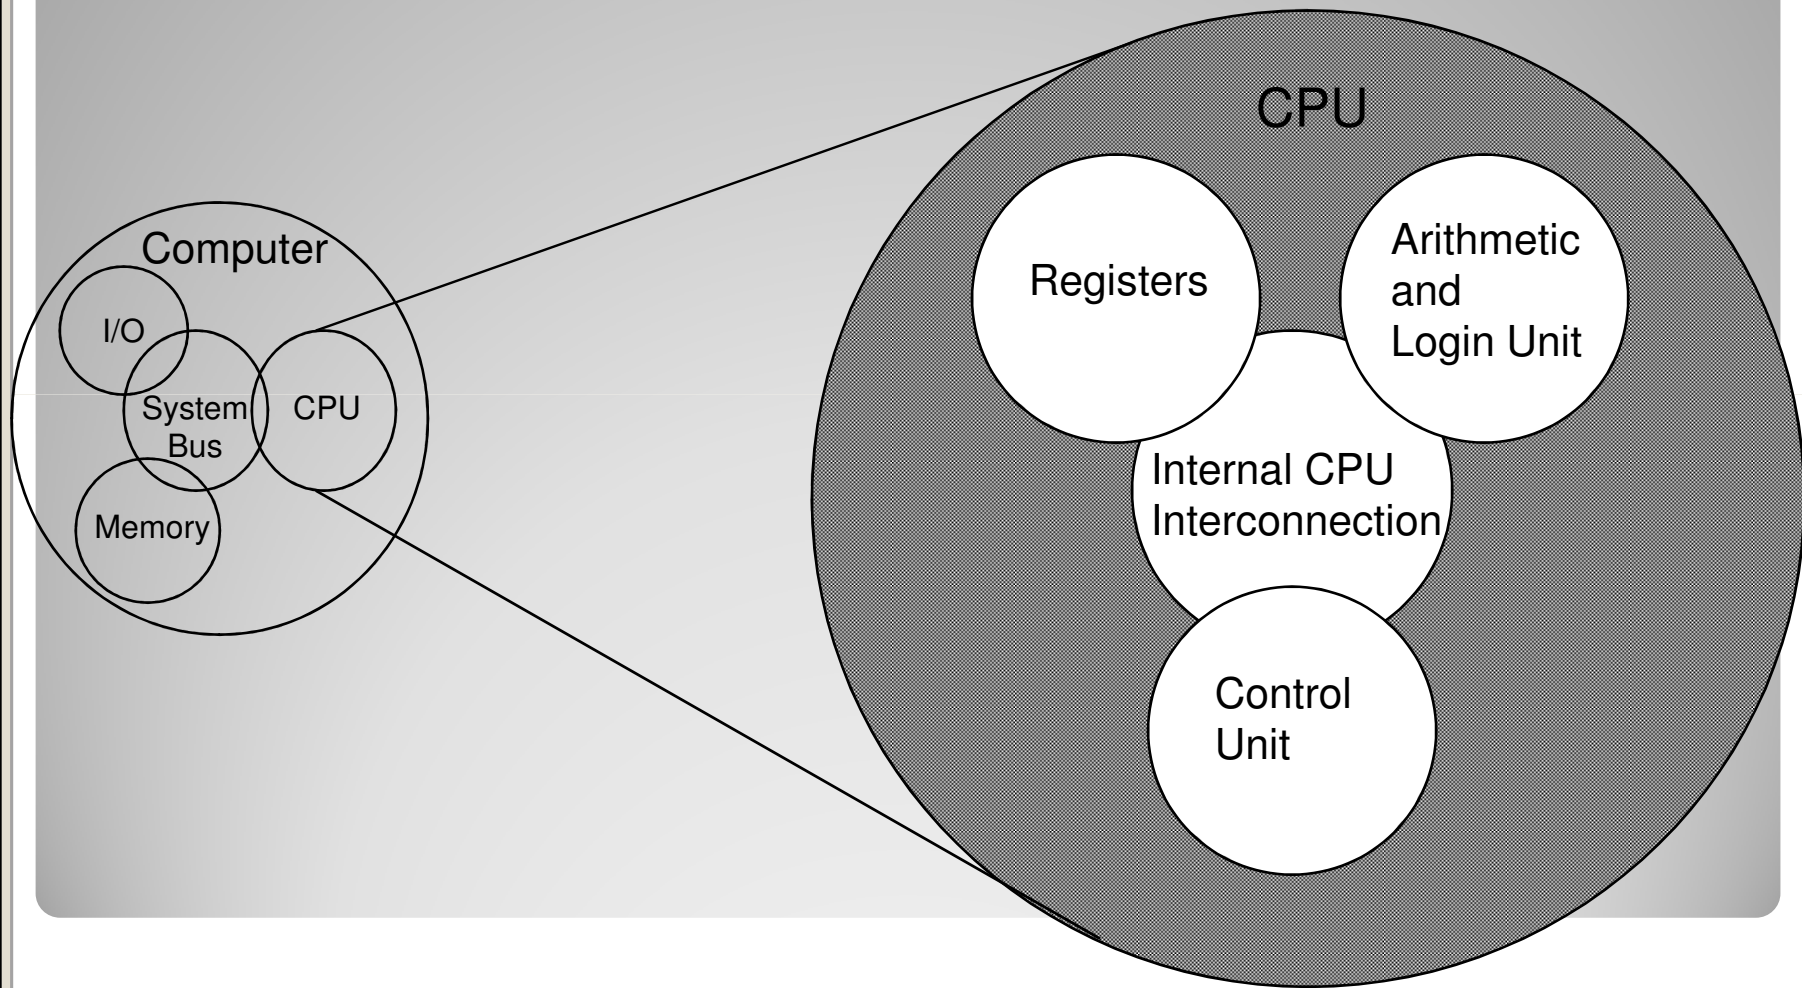 Computer
I/O
System
Bus
CPU
Memory
CPU
Registers
Arithmetic
and
Login Unit
Internal CPU
Interconnection
Control
Unit